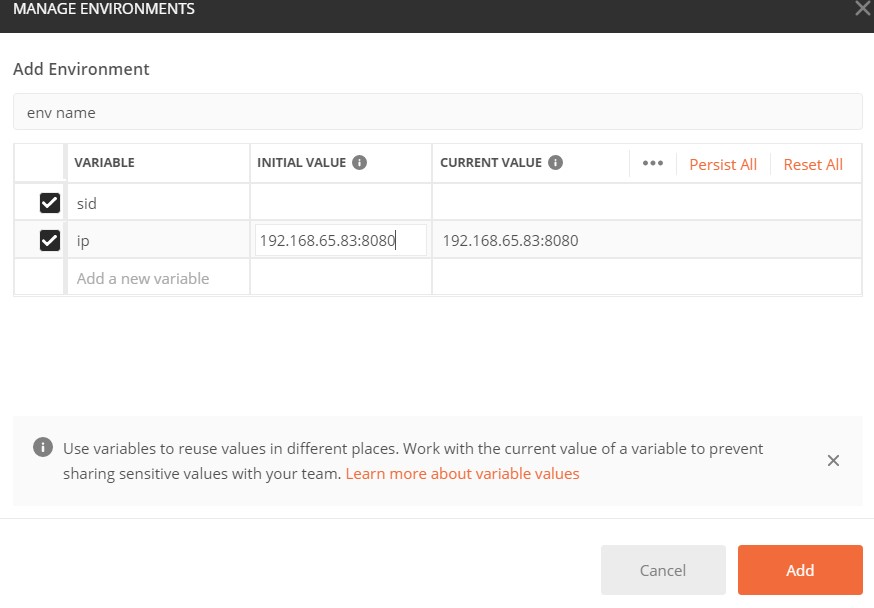 MANAGE ENVIRONMENTS
Add Environment
env name
VARIABLE INITIAL VALUE CURRENT VALUE ••• Persist All Reset All
sid
ip 192.168.65.83:8080 192.168.65.83:8080
Add a new variable
Use variables to reuse values in different places. Work with the current value of a variable to prevent
sharing sensitive values with your team. Learn more about variable values
Cancel Add